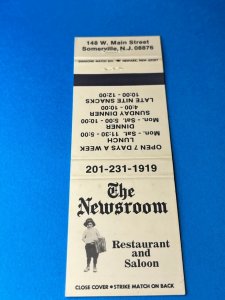 148 W. Main Street
Somerville, N.J. 08876
OPEN 7 DAYS A WEEK
LUNCH
Mon. - Sat. 11:30 - 5:00
DINNER
Mon. - Sat. 5:00 - 10:00
SUNDAY DINNER
4:00 - 10:00
LATE NITE SNACKS
10:00 - 12:00
201-231-1919
The
Newsroom
Restaurant
and
Saloon
CLOSE COVER • STRIKE MATCH ON BACK